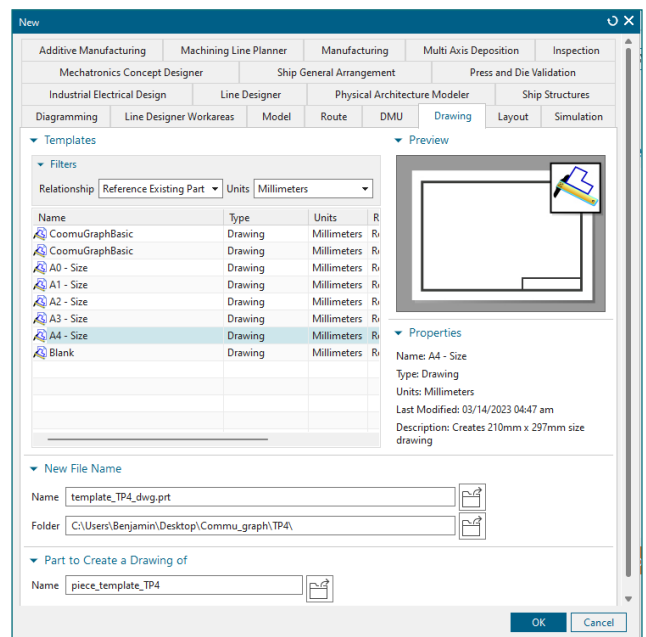 New
Additive Manufacturing Machining Line Planner Manufacturing Multi Axis Deposition Inspection
Mechatronics Concept Designer Ship General Arrangement Press and Die Validation
Industrial Electrical Design Line Designer Physical Architecture Modeler Ship Structures
Diagramming Line Designer Workareas Model Route DMU Drawing Layout Simulation
Templates
Filters
Relationship Reference Existing Part Units Millimeters
Name Type Units R
CoomuGraphBasic Drawing Millimeters
CoomuGraphBasic Drawing Millimeters
A0 - Size Drawing Millimeters
A1 - Size Drawing Millimeters
A2 - Size Drawing Millimeters
A3 - Size Drawing Millimeters
A4 - Size Drawing Millimeters
Blank Drawing Millimeters
Preview
Properties
Name: A4 - Size
Type: Drawing
Units: Millimeters
Last Modified: 03/14/2023 04:47 am
Description: Creates 210mm x 297mm size
drawing
New File Name
Name template_TP4_dwg.prt
Folder C:\Users\Benjamin\Desktop\Commu_graph\TP4\
Part to Create a Drawing of
Name piece_template_TP4
OK Cancel